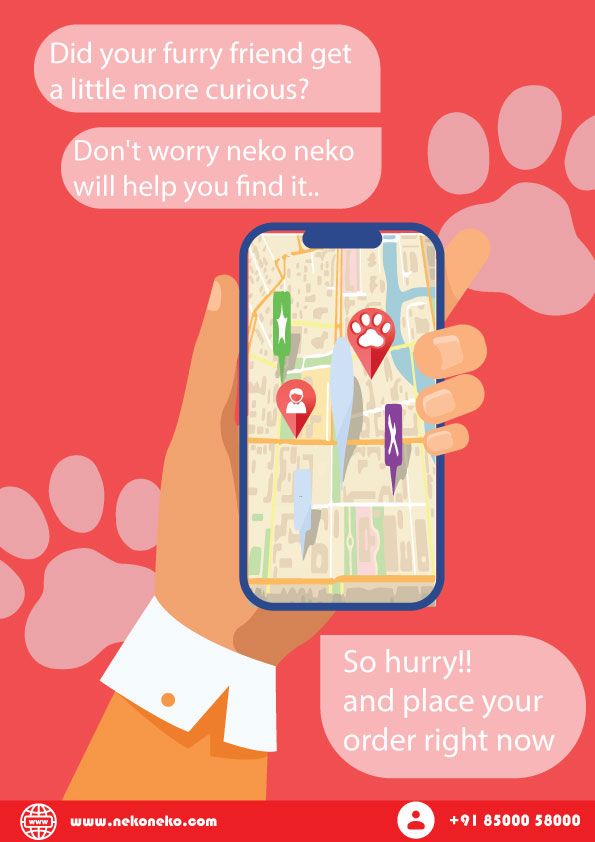 Did your furry friend get
a little more curious?
Don't worry neko neko
will help you find it..
So hurry!!
and place your
order right now
www
www.nekoneko.com
+91 85000 58000